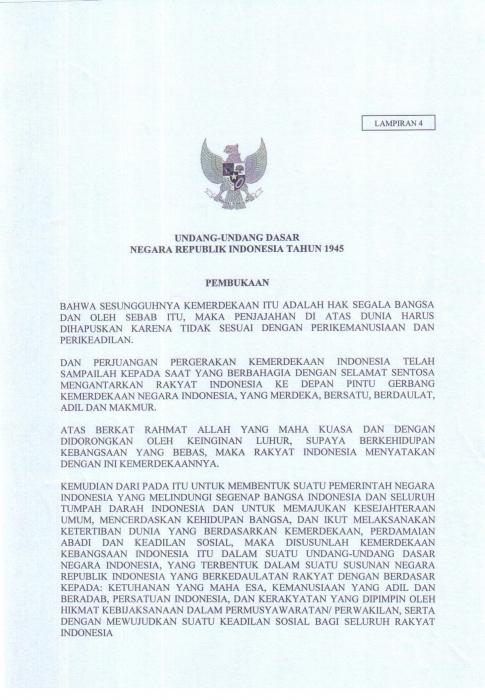 LAMPIRAN 4
UNDANG-UNDANG DASAR
NEGARA REPUBLIK INDONESIA TAHUN 1945
PEMBUKAAN
BAHWA SESUNGGUHNYA KEMERDEKAAN ITU ADALAH HAK SEGALA BANGSA
DAN OLEH SEBAB ITU, MAKA PENJAJAHAN DI ATAS DUNIA HARUS
DIHAPUSKAN KARENA TIDAK SESUAI DENGAN PERIKEMANUSIAAN DAN
PERIKEADILAN.
DAN PERJUANGAN PERGERAKAN KEMERDEKAAN INDONESIA TELAH
SAMPAILAH KEPADA SAAT YANG BERBAHAGIA DENGAN SELAMAT SENTOSA
MENGANTARKAN RAKYAT INDONESIA KE DEPAN PINTU GERBANG
KEMERDEKAAN NEGARA INDONESIA, YANG MERDEKA, BERSATU, BERDAULAT,
ADIL DAN MAKMUR.
ATAS BERKAT RAHMAT ALLAH YANG MAHA KUASA DAN DENGAN
DIDORONGKAN OLEH KEINGINAN LUHUR, SUPAYA BERKEHIDUPAN
KEBANGSAAN YANG BEBAS, MAKA RAKYAT INDONESIA MENYATAKAN
DENGAN INI KEMERDEKAANNYA.
KEMUDIAN DARI PADA ITU UNTUK MEMBENTUK SUATU PEMERINTAH NEGARA
INDONESIA YANG MELINDUNGI SEGENAP BANGSA INDONESIA DAN SELURUH
TUMPAH DARAH INDONESIA DAN UNTUK MEMAJUKAN KESEJAHTERAAN
UMUM, MENCERDASKAN KEHIDUPAN BANGSA, DAN IKUT MELAKSANAKAN
KETERTIBAN DUNIA YANG BERDASARKAN KEMERDEKAAN, PERDAMAIAN
ABADI DAN KEADILAN SOSIAL, MAKA DISUSUNLAH KEMERDEKAAN
KEBANGSAAN INDONESIA ITU DALAM SUATU UNDANG-UNDANG DASAR
NEGARA INDONESIA, YANG TERBENTUK DALAM SUATU SUSUNAN NEGARA
REPUBLIK INDONESIA YANG BERKEDAULATAN RAKYAT DENGAN BERDASAR
KEPADA: KETUHANAN YANG MAHA ESA, KEMANUSIAAN YANG ADIL DAN
BERADAB, PERSATUAN INDONESIA, DAN KERAKYATAN YANG DIPIMPIN OLEH
HIKMAT KEBIJAKSANAAN DALAM PERMUSYAWARATAN/ PERWAKILAN, SERTA
DENGAN MEWUJUDKAN SUATU KEADILAN SOSIAL BAGI SELURUH RAKYAT
INDONESIA